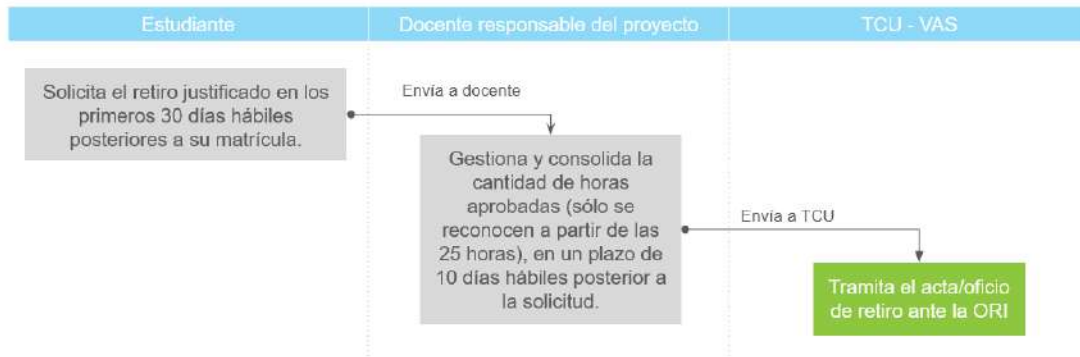 Estudiante
Docente responsable del proyecto
TCU - VAS
Solicita el retiro justificado en los
primeros 30 días hábiles
posteriores a su matrícula.
Envía a docente
Gestiona y consolida la
cantidad de horas
aprobadas (sólo se
reconocen a partir de las
25 horas), en un plazo de
10 días hábiles posterior a
la solicitud.
Envía a TCU
Tramita el acta/oficio
de retiro ante la ORI